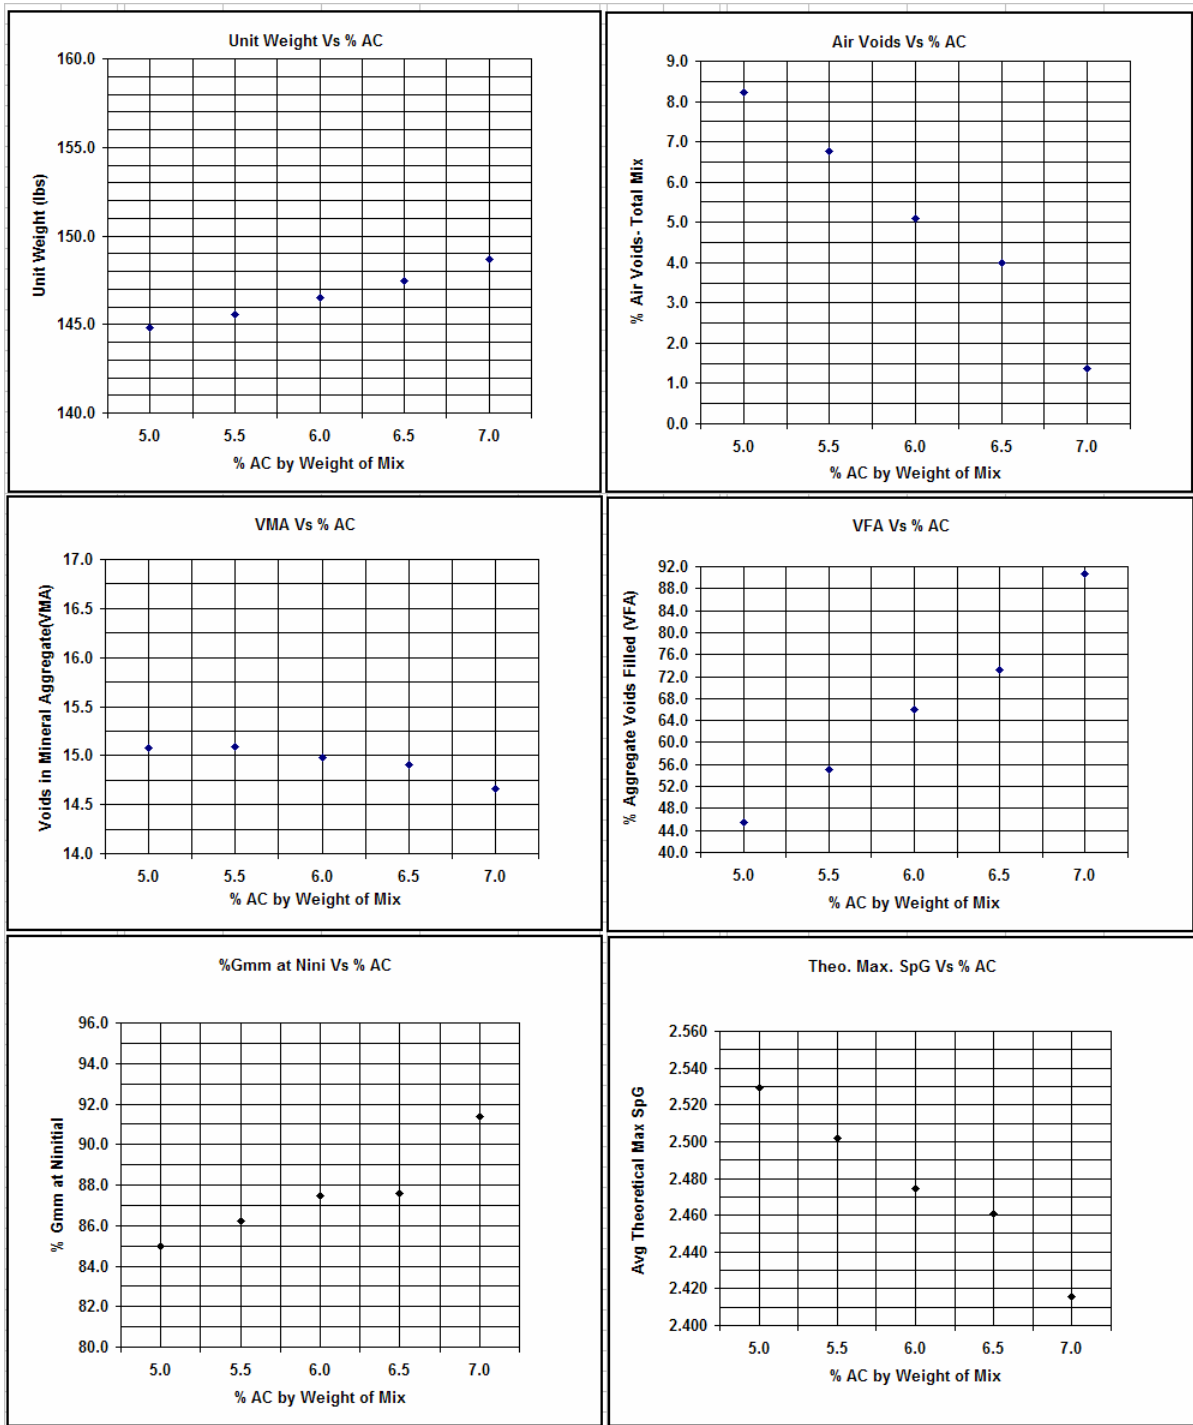 Unit Weight Vs % AC
160.0
155.0
150.0
145.0
140.0
Unit Weight (lbs)
5.0 5.5 6.0 6.5 7.0
% AC by Weight of Mix
Air Voids Vs % AC
9.0
8.0
7.0
6.0
5.0
4.0
3.0
2.0
1.0
0.0
% Air Voids- Total Mix
5.0 5.5 6.0 6.5 7.0
% AC by Weight of Mix
VMA Vs % AC
17.0
16.5
16.0
15.5
15.0
14.5
14.0
Voids in Mineral Aggregate(VMA)
5.0 5.5 6.0 6.5 7.0
% AC by Weight of Mix
VFA Vs % AC
92.0
88.0
84.0
80.0
76.0
72.0
68.0
64.0
60.0
56.0
52.0
48.0
44.0
40.0
% Aggregate Voids Filled (VFA)
5.0 5.5 6.0 6.5 7.0
% AC by Weight of Mix
%Gmm at Nini Vs % AC
96.0
94.0
92.0
90.0
88.0
86.0
84.0
82.0
80.0
% Gmm at Ninitial
5.0 5.5 6.0 6.5 7.0
% AC by Weight of Mix
Theo. Max. SpG Vs % AC
2.560
2.540
2.520
2.500
2.480
2.460
2.440
2.420
2.400
Avg Theoretical Max SpG
5.0 5.5 6.0 6.5 7.0
% AC by Weight of Mix